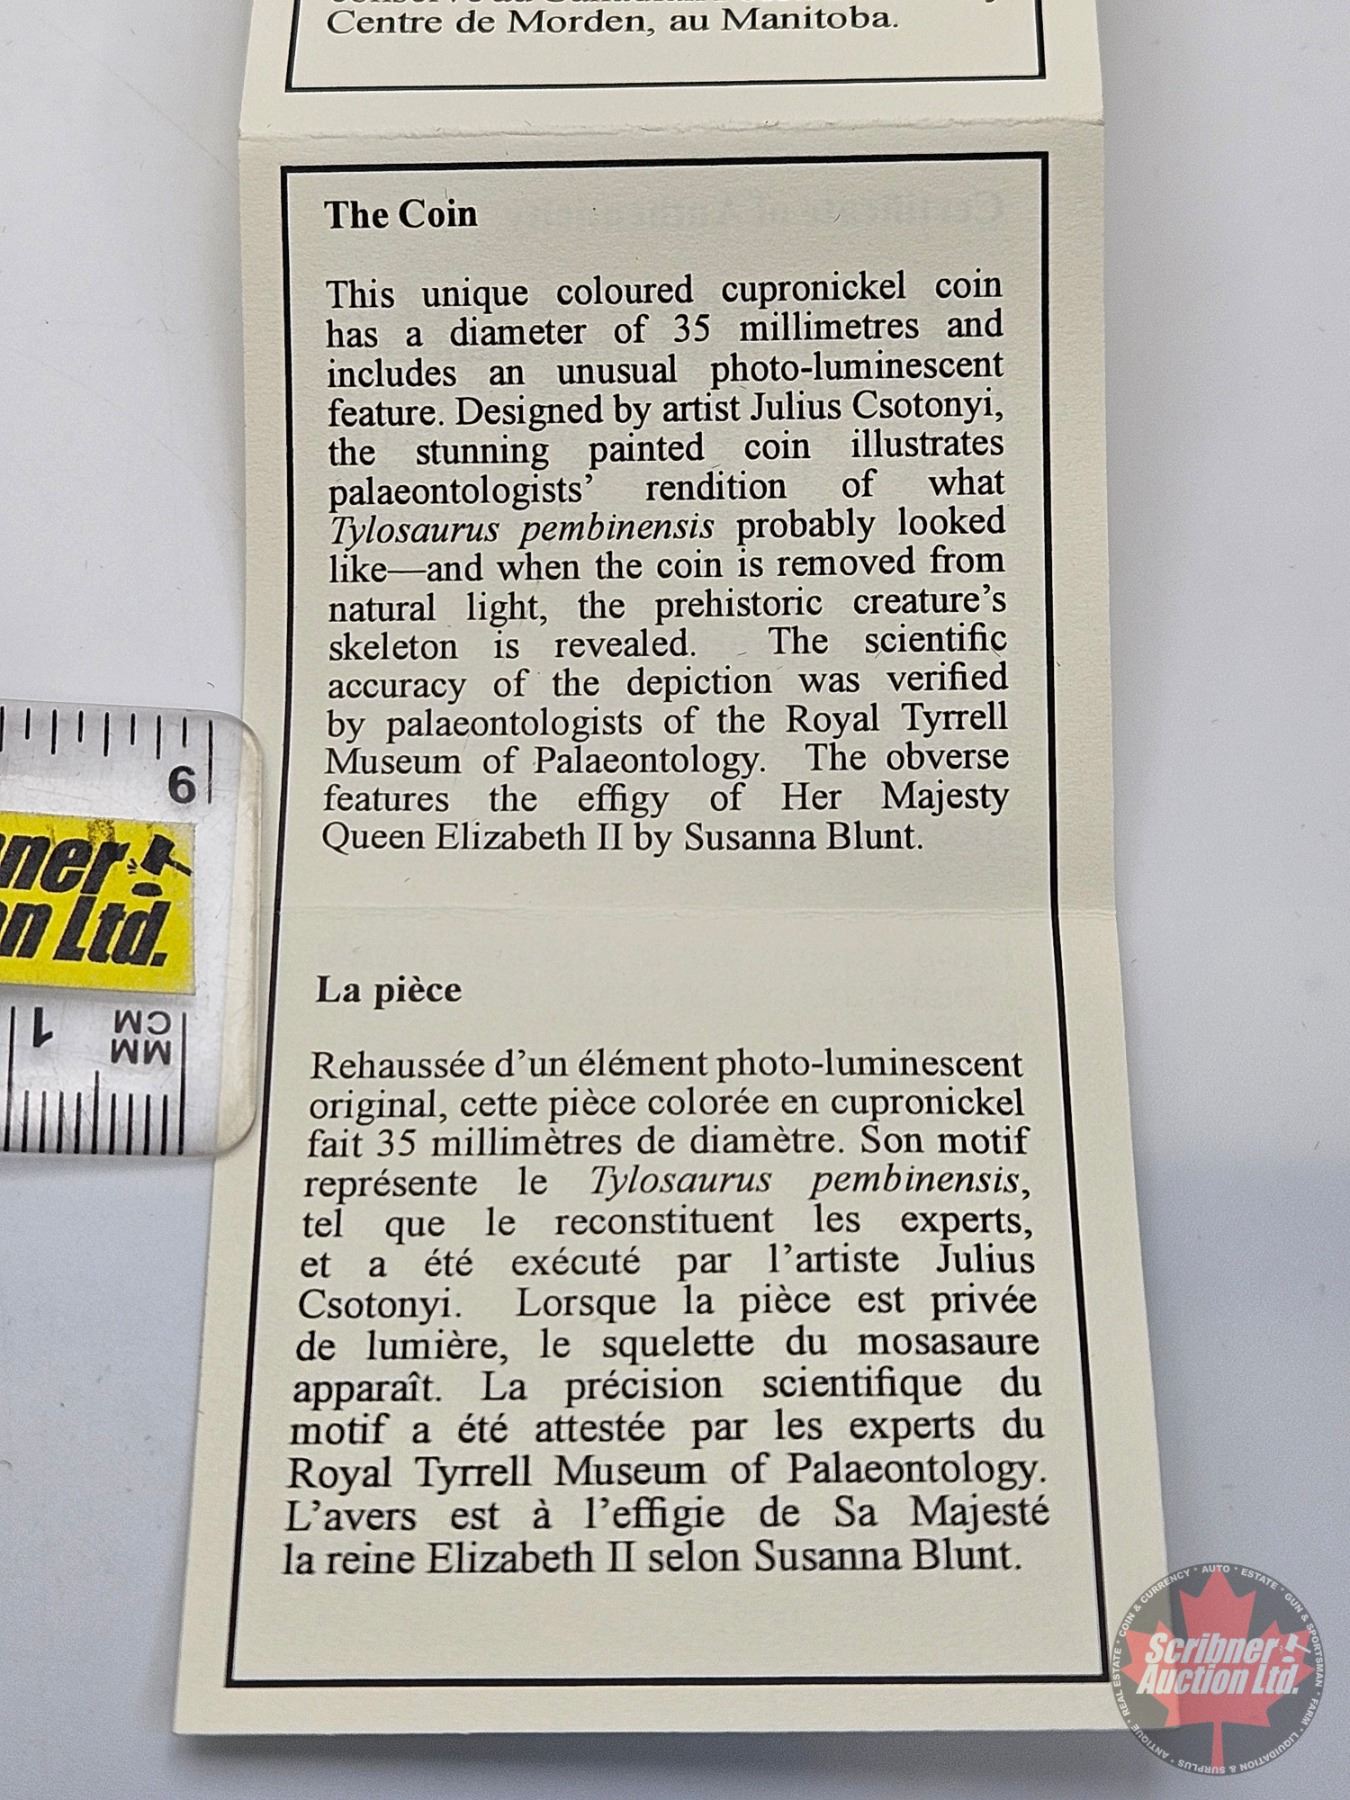 Centre de Morden, au Manitoba.
The Coin
This unique coloured cupronickel coin
has a diameter of 35 millimetres and
includes an unusual photo-luminescent
feature. Designed by artist Julius Csotonyi,
the stunning painted coin illustrates
palaeontologists' rendition of what
Tylosaurus pembinensis probably looked
like—and when the coin is removed from
natural light, the prehistoric creature's
skeleton is revealed. The scientific
accuracy of the depiction was verified
by palaeontologists of the Royal Tyrrell
Museum of Palaeontology. The obverse
features the effigy of Her Majesty
Queen Elizabeth II by Susanna Blunt.
La pièce
Rehaussée d'un élément photo-luminescent
original, cette pièce colorée en cupronickel
fait 35 millimètres de diamètre. Son motif
représente le Tylosaurus pembinensis,
tel que le reconstituent les experts,
et a été exécuté par l'artiste Julius
Csotonyi. Lorsque la pièce est privée
de lumière, le squelette du mosasaure
apparaît. La précision scientifique du
motif a été attestée par les experts du
Royal Tyrrell Museum of Palaeontology.
L'avers est à l'effigie de Sa Majesté
la reine Elizabeth II selon Susanna Blunt.
6
ner
n Ltd.
1 CM
MM
Scribner
Auction Ltd.
COIN & CURRENCY · AUTO · ESTATE · GUN & SPORTSMAN · FARM · LIQUIDATION & SURPLUS · ANTIQUE · REAL ESTATE